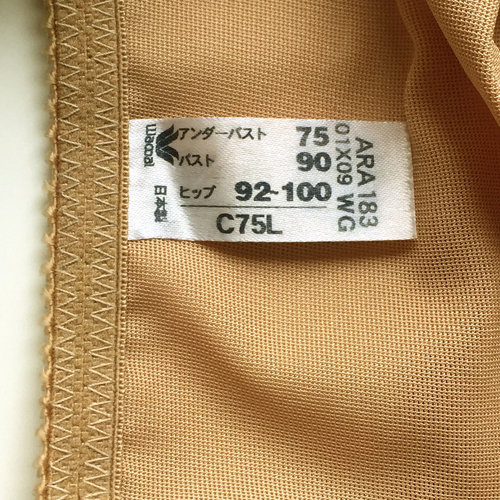 Wacoal
日本製
アンダーバスト 75
バスト 90
ヒップ 92~100
C75L
ARA 183
01X09 WG